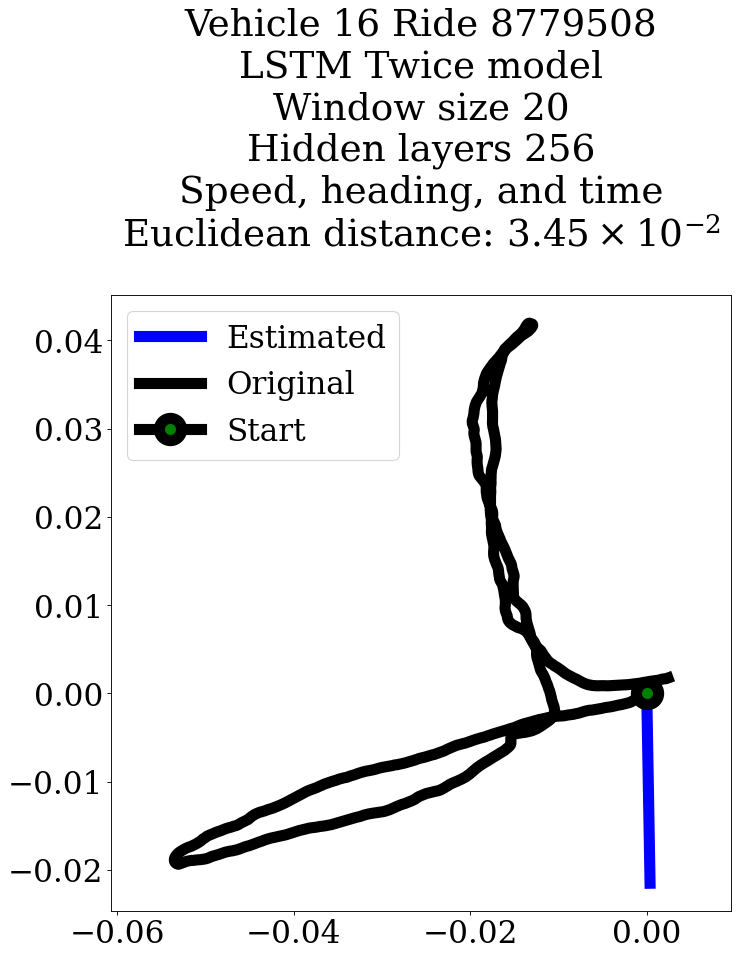 Vehicle 16 Ride 8779508
LSTM Twice model
Window size 20
Hidden layers 256
Speed, heading, and time
Euclidean distance: 3.45 × 10⁻²
Estimated
Original
Start
0.04
0.03
0.02
0.01
0.00
−0.01
−0.02
−0.06 −0.04 −0.02 0.00